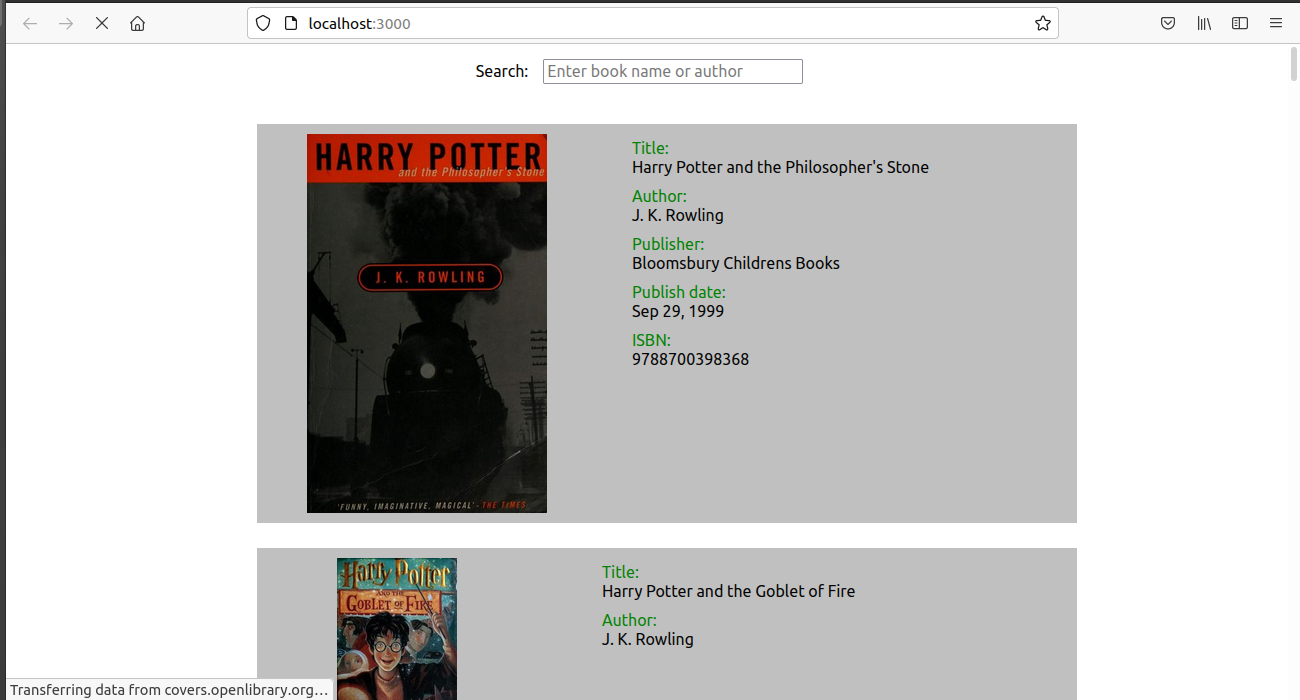 localhost:3000
Search: Enter book name or author
HARRY POTTER
and the Philosopher's Stone
J. K. ROWLING
'FUNNY, IMAGINATIVE, MAGICAL' - THE TIMES
Title:
Harry Potter and the Philosopher's Stone
Author:
J. K. Rowling
Publisher:
Bloomsbury Childrens Books
Publish date:
Sep 29, 1999
ISBN:
9788700398368
Harry Potter
AND THE
GOBLET OF FIRE
Title:
Harry Potter and the Goblet of Fire
Author:
J. K. Rowling
Transferring data from covers.openlibrary.org…